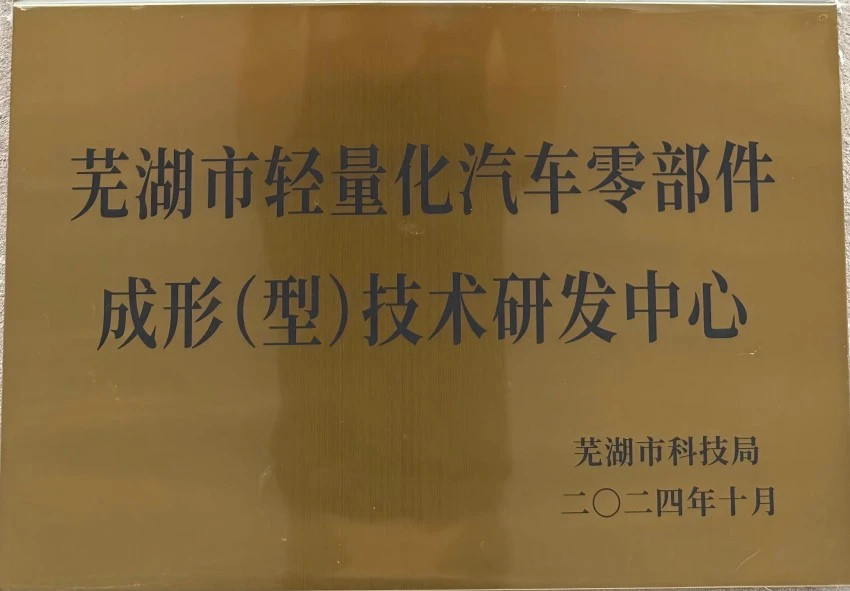 芜湖市轻量化汽车零部件
成形(型)技术研发中心
芜湖市科技局
二〇二四年十月